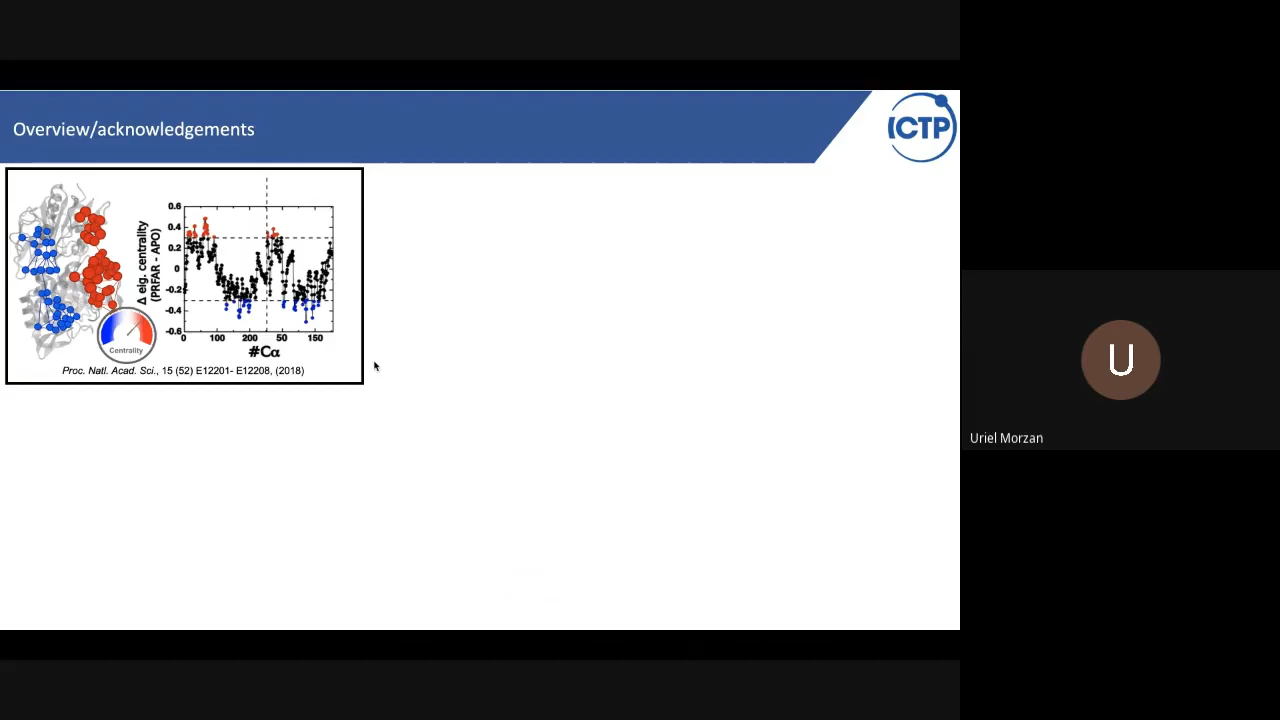 Overview/acknowledgements
ICTP
0.6
0.4
0.2
0
-0.2
-0.4
-0.6
Δ eig. centrality
(PRFAR - APO)
0 100 200 50 150
#Cα
Centrality
Proc. Natl. Acad. Sci., 15 (52) E12201- E12208, (2018)
U
Uriel Morzan